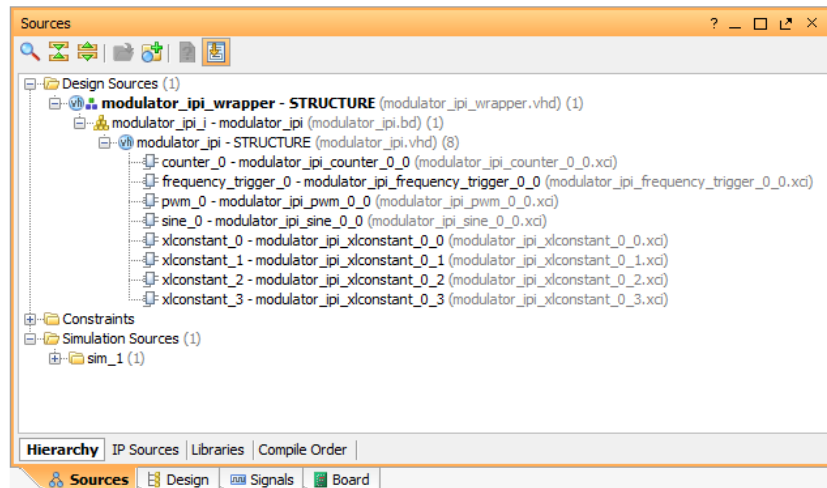 Sources
Design Sources (1)
modulator_ipi_wrapper - STRUCTURE (modulator_ipi_wrapper.vhd) (1)
modulator_ipi_i - modulator_ipi (modulator_ipi.bd) (1)
modulator_ipi - STRUCTURE (modulator_ipi.vhd) (8)
counter_0 - modulator_ipi_counter_0_0 (modulator_ipi_counter_0_0.xci)
frequency_trigger_0 - modulator_ipi_frequency_trigger_0_0 (modulator_ipi_frequency_trigger_0_0.xci)
pwm_0 - modulator_ipi_pwm_0_0 (modulator_ipi_pwm_0_0.xci)
sine_0 - modulator_ipi_sine_0_0 (modulator_ipi_sine_0_0.xci)
xlconstant_0 - modulator_ipi_xlconstant_0_0 (modulator_ipi_xlconstant_0_0.xci)
xlconstant_1 - modulator_ipi_xlconstant_0_1 (modulator_ipi_xlconstant_0_1.xci)
xlconstant_2 - modulator_ipi_xlconstant_0_2 (modulator_ipi_xlconstant_0_2.xci)
xlconstant_3 - modulator_ipi_xlconstant_0_3 (modulator_ipi_xlconstant_0_3.xci)
Constraints
Simulation Sources (1)
sim_1 (1)
Hierarchy IP Sources Libraries Compile Order
Sources Design Signals Board